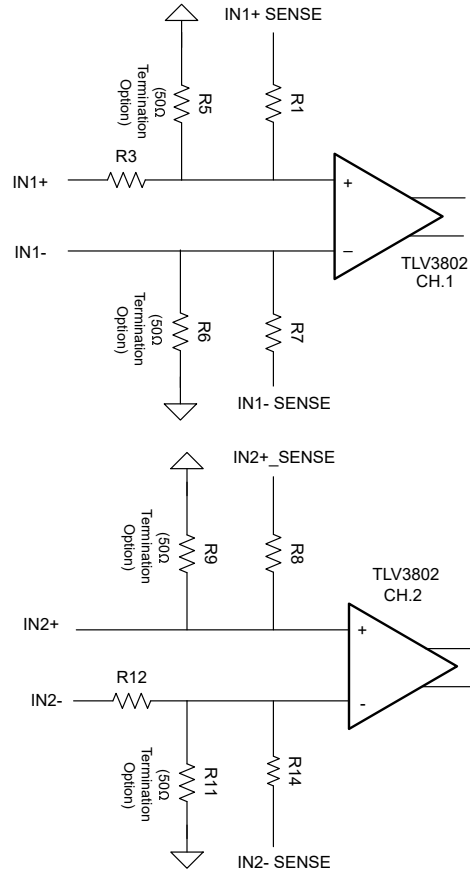 IN1+ SENSE
R5
(50Ω
Termination
Option)
R1
R3
IN1+
+
IN1-
–
TLV3802
CH.1
R6
(50Ω
Termination
Option)
R7
IN1- SENSE
IN2+_SENSE
R9
(50Ω
Termination
Option)
R8
TLV3802
CH.2
IN2+
+
R12
IN2-
-
R11
(50Ω
Termination
Option)
R14
IN2- SENSE